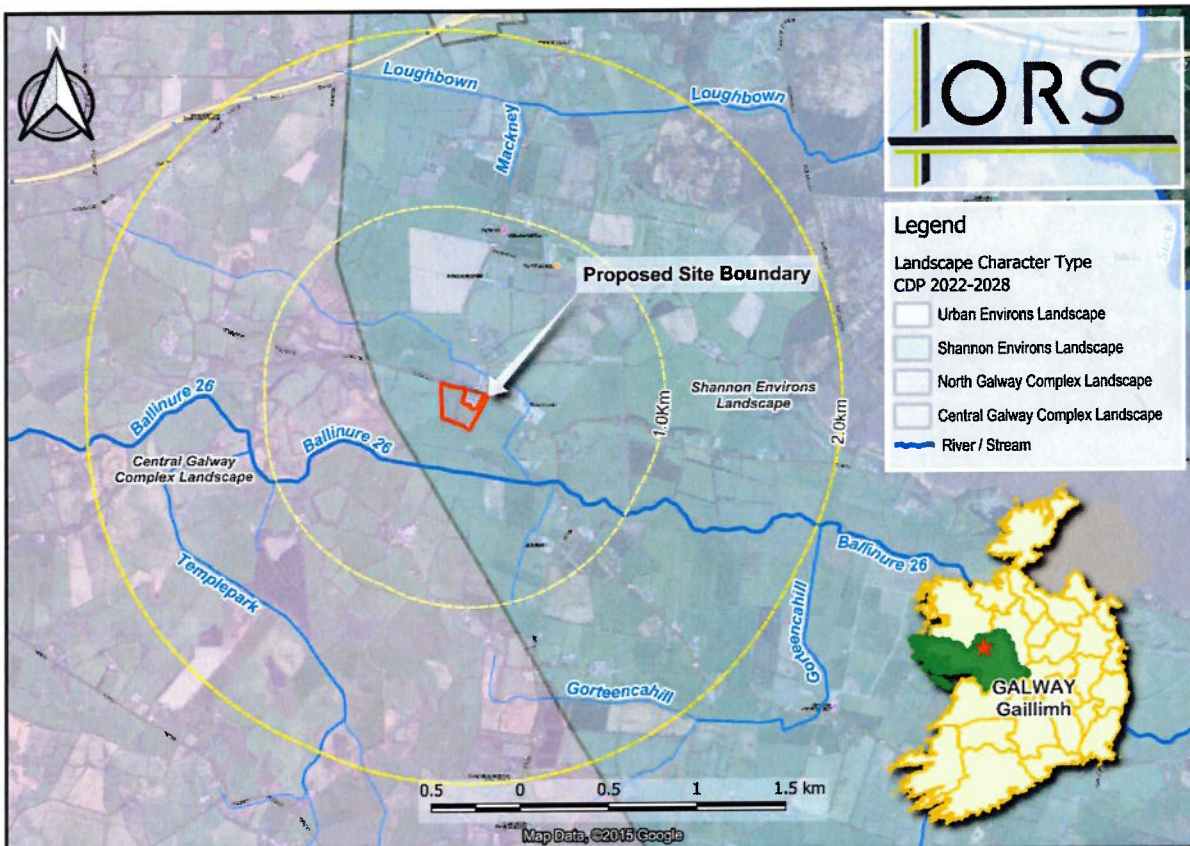 N
Loughbown
Loughbown
Mackney
ORS
Legend
Landscape Character Type
CDP 2022-2028
Urban Environs Landscape
Shannon Environs Landscape
North Galway Complex Landscape
Central Galway Complex Landscape
River / Stream
Suck
Proposed Site Boundary
Shannon Environs
Landscape
1.0Km
2.0km
Ballinure 26
Ballinure 26
Central Galway
Complex Landscape
Ballinure 26
Templepark
Gorteencahill
Gorteencahill
GALWAY
Gaillimh
0.5 0 0.5 1 1.5 km
Map Data, ©2015 Google